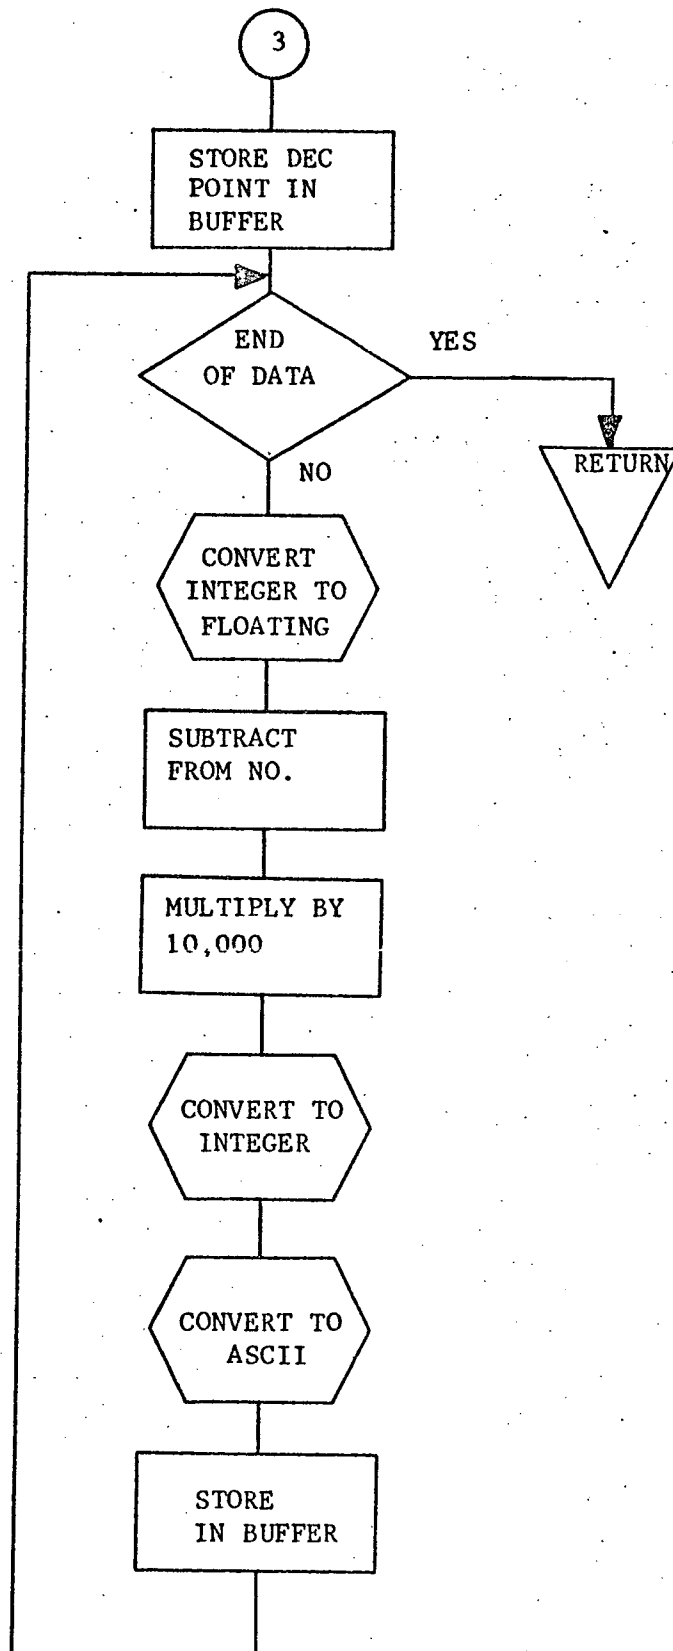 3
STORE DEC
POINT IN
BUFFER
END
OF DATA
YES
NO
RETURN
CONVERT
INTEGER TO
FLOATING
SUBTRACT
FROM NO.
MULTIPLY BY
10,000
CONVERT TO
INTEGER
CONVERT TO
ASCII
STORE
IN BUFFER